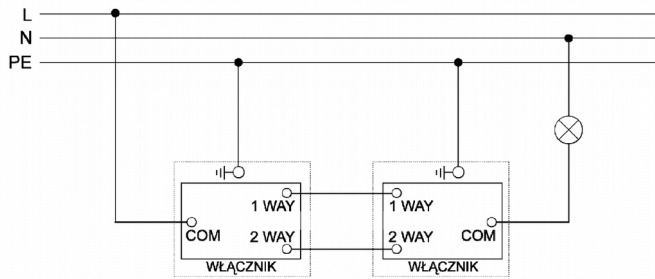 L
N
PE
1 WAY 1 WAY
COM 2 WAY 2 WAY COM
WŁĄCZNIK WŁĄCZNIK